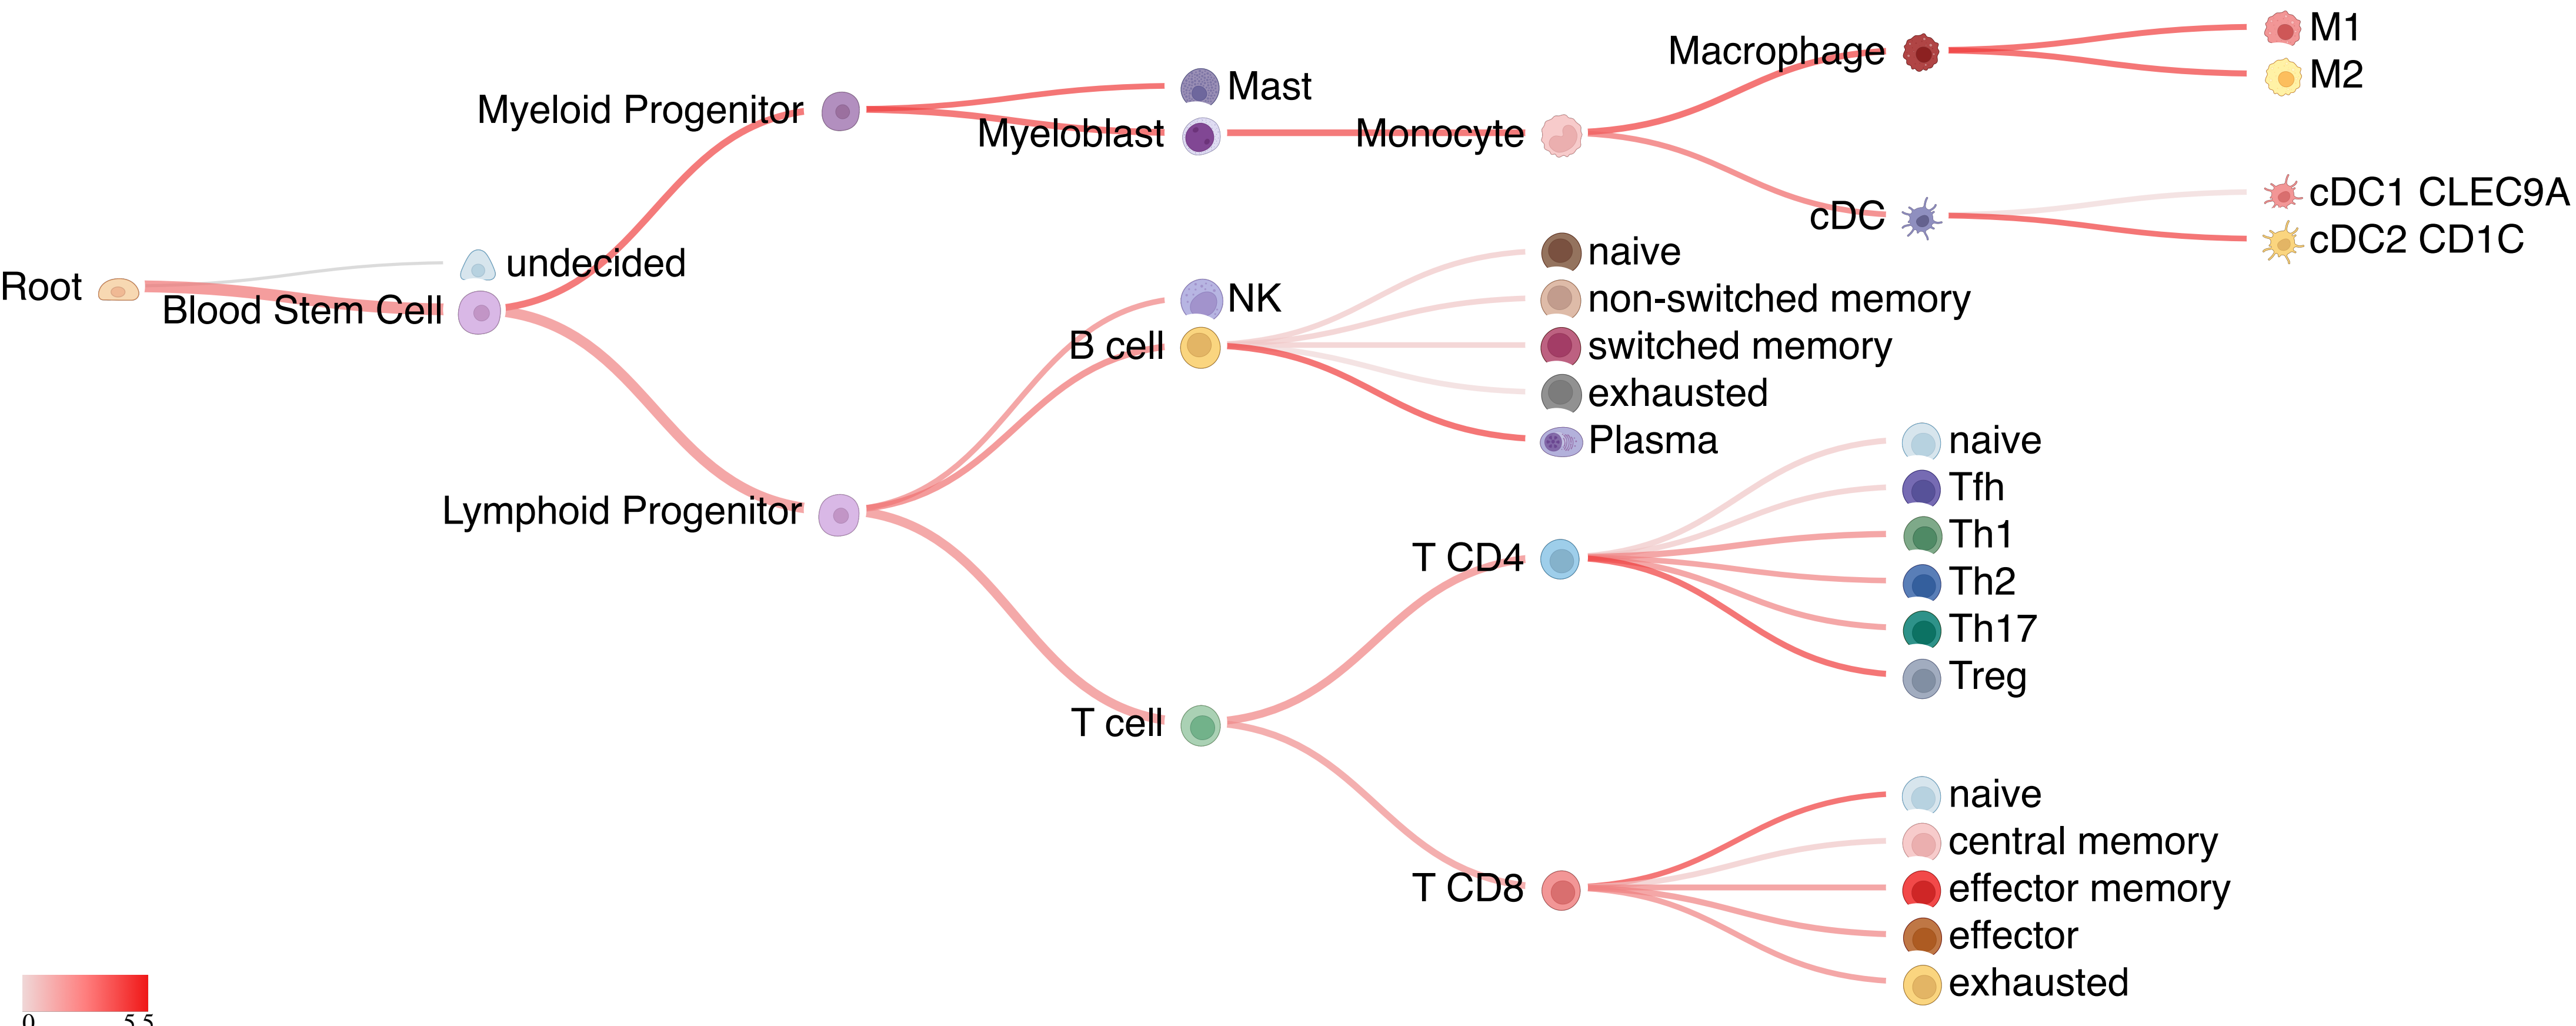 Root
undecided
Blood Stem Cell
Myeloid Progenitor
Lymphoid Progenitor
Mast
Myeloblast
NK
B cell
T cell
Monocyte
naive
non-switched memory
switched memory
exhausted
Plasma
T CD4
T CD8
Macrophage
cDC
naive
Tfh
Th1
Th2
Th17
Treg
naive
central memory
effector memory
effector
exhausted
M1
M2
cDC1 CLEC9A
cDC2 CD1C
0 5.5